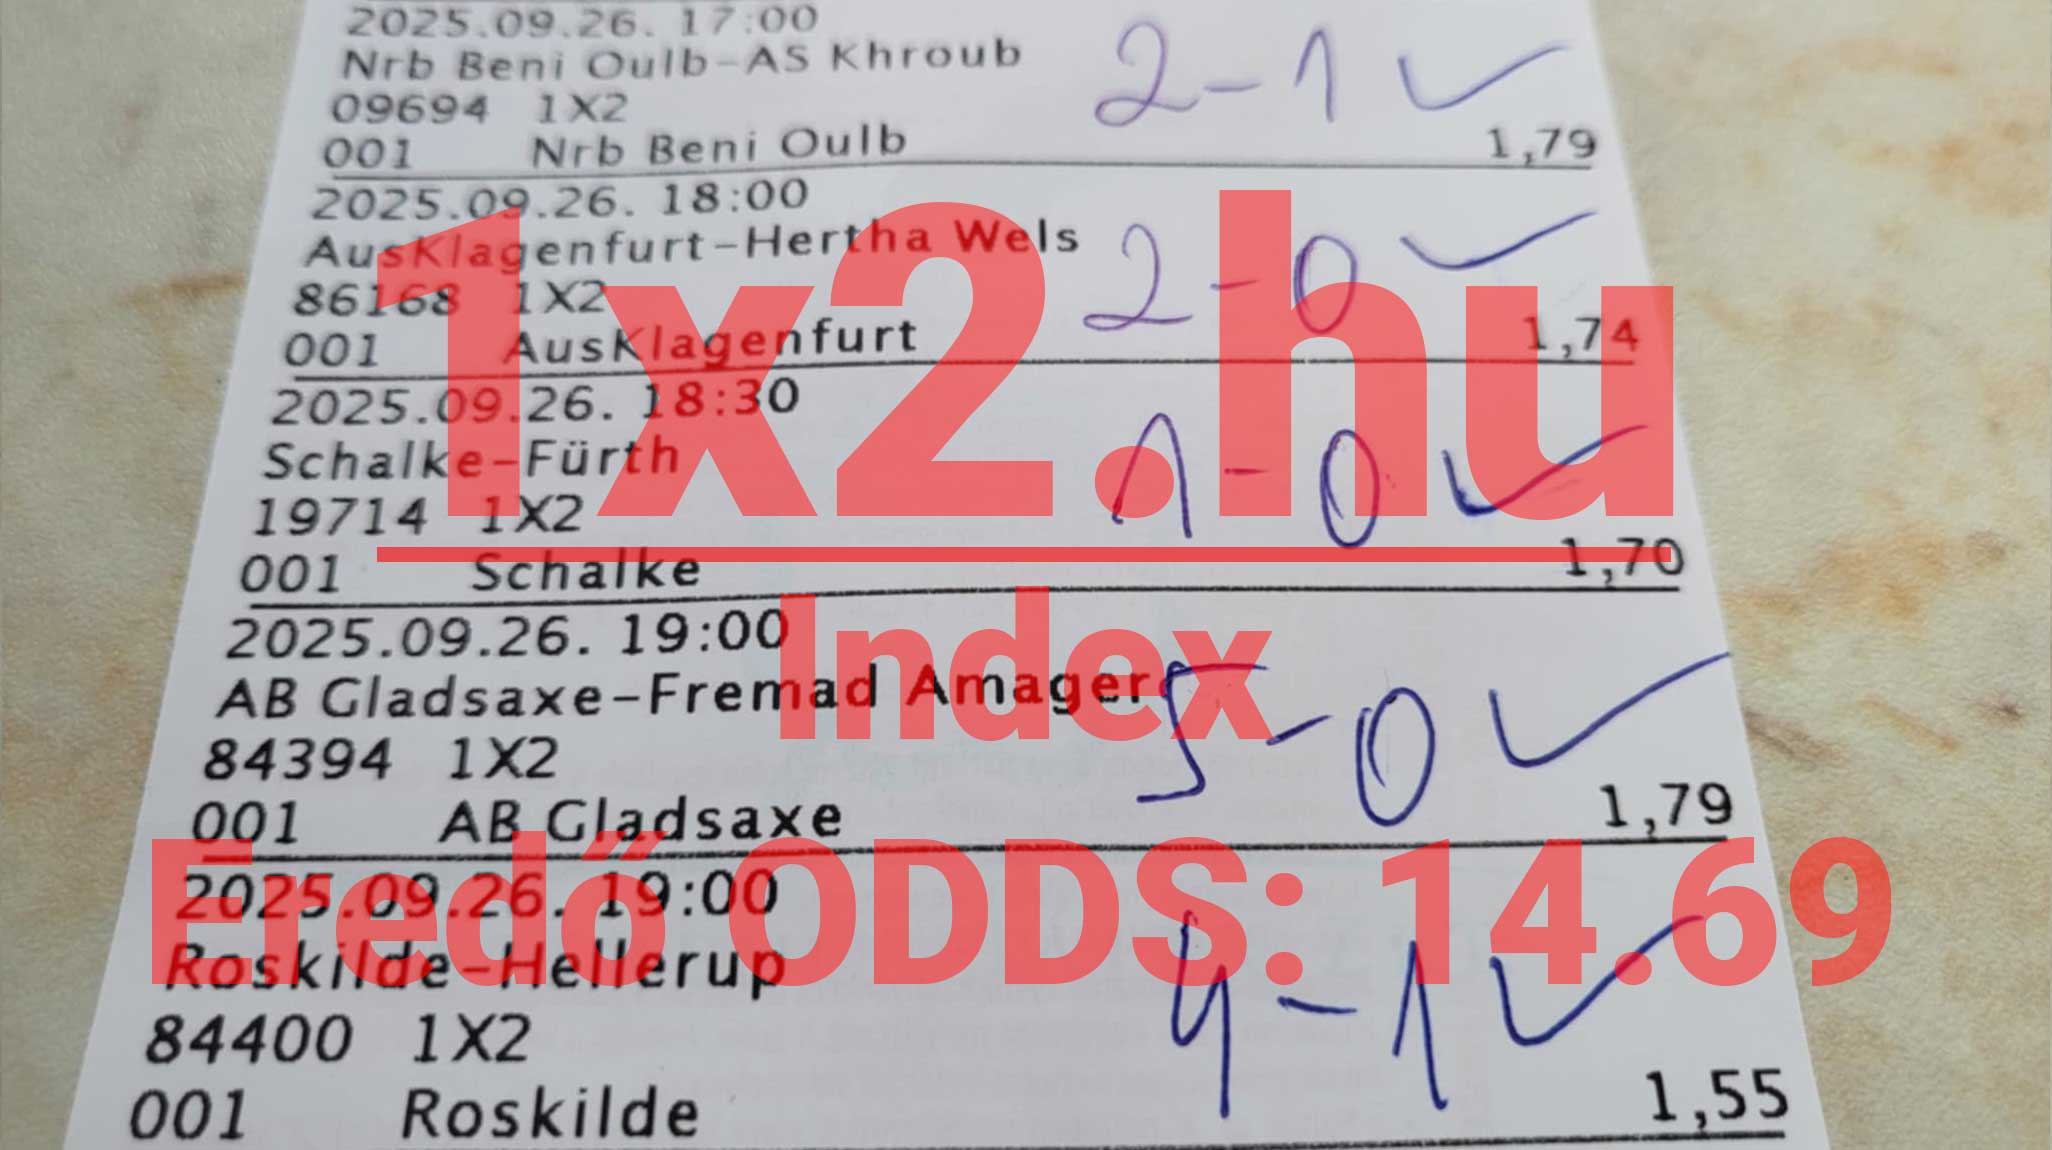 2025.09.26. 17:00
Nrb Beni Oulb-AS Khroub
2-1
09694 1X2
001 Nrb Beni Oulb 1,79
2025.09.26. 18:00
AusKlagenfurt-Hertha Wels
2-0
86168 1X2
001 AusKlagenfurt 1,74
1x2.hu
2025.09.26. 18:30
Schalke-Fürth
1-0
19714 1X2
001 Schalke 1,70
Index
2025.09.26. 19:00
AB Gladsaxe-Fremad Amager
5-0
84394 1X2
001 AB Gladsaxe 1,79
Eredő ODDS: 14.69
2025.09.26. 19:00
Roskilde-Hellerup
4-1
84400 1X2
001 Roskilde 1,55